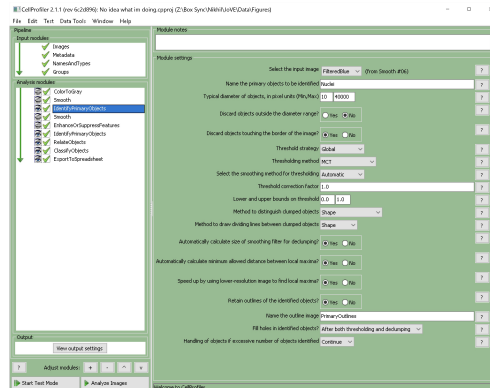 CellProfiler 2.1.1 (rev 6c2d896): No idea what im doing.cpproj (Z:\Box Sync\Nikhil\JoVE\Data\Figures)
File Edit Test Data Tools Window Help
Pipeline
Input modules
Images
Metadata
NamesAndTypes
Groups
Analysis modules
ColorToGray
Smooth
IdentifyPrimaryObjects
Smooth
EnhanceOrSuppressFeatures
IdentifyPrimaryObjects
RelateObjects
ClassifyObjects
ExportToSpreadsheet
Output
View output settings
? Adjust modules: + - ^ v
Start Test Mode Analyze Images
Module notes
Module settings
Select the input image FilteredBlue (from Smooth #06) ?
Name the primary objects to be identified Nuclei ?
Typical diameter of objects, in pixel units (Min,Max) 10 40000 ?
Discard objects outside the diameter range? Yes No ?
Discard objects touching the border of the image? Yes No ?
Threshold strategy Global ?
Thresholding method MCT ?
Select the smoothing method for thresholding Automatic ?
Threshold correction factor 1.0 ?
Lower and upper bounds on threshold 0.0 1.0 ?
Method to distinguish clumped objects Shape ?
Method to draw dividing lines between clumped objects Shape ?
Automatically calculate size of smoothing filter for declumping? Yes No ?
Automatically calculate minimum allowed distance between local maxima? Yes No ?
Speed up by using lower-resolution image to find local maxima? Yes No ?
Retain outlines of the identified objects? Yes No ?
Name the outline image PrimaryOutlines ?
Fill holes in identified objects? After both thresholding and declumping ?
Handling of objects if excessive number of objects identified Continue ?
Welcome to CellProfiler